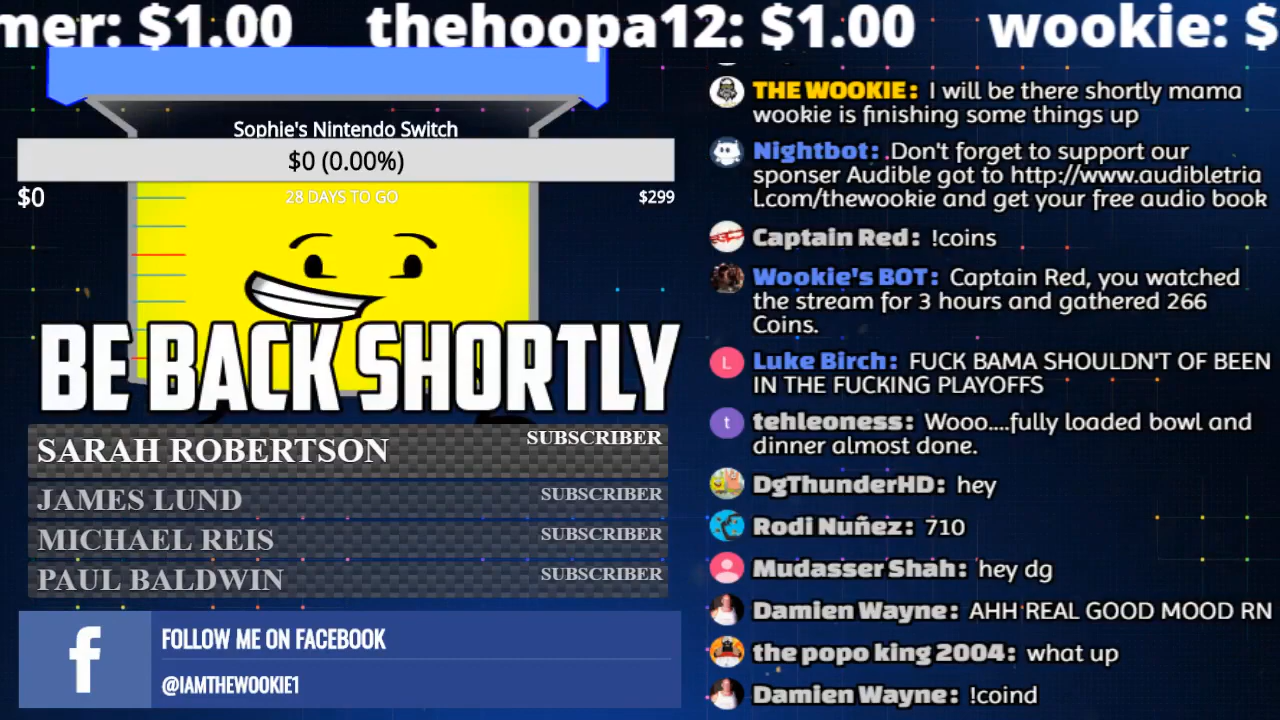 mer: $1.00 thehoopa12: $1.00 wookie: $
Sophie's Nintendo Switch
$0 (0.00%)
$0 28 DAYS TO GO $299
BE BACK SHORTLY
SARAH ROBERTSON SUBSCRIBER
JAMES LUND SUBSCRIBER
MICHAEL REIS SUBSCRIBER
PAUL BALDWIN SUBSCRIBER
f
FOLLOW ME ON FACEBOOK
@IAMTHEWOOKIE1
THE WOOKIE: I will be there shortly mama
wookie is finishing some things up
Nightbot: Don't forget to support our
sponser Audible got to http://www.audibletria
l.com/thewookie and get your free audio book
Captain Red: !coins
Wookie's BOT: Captain Red, you watched
the stream for 3 hours and gathered 266
Coins.
L
Luke Birch: FUCK BAMA SHOULDN'T OF BEEN
IN THE FUCKING PLAYOFFS
t
tehleoness: Wooo....fully loaded bowl and
dinner almost done.
DgThunderHD: hey
Rodi Nuñez: 710
Mudasser Shah: hey dg
Damien Wayne: AHH REAL GOOD MOOD RN
the popo king 2004: what up
Damien Wayne: !coind